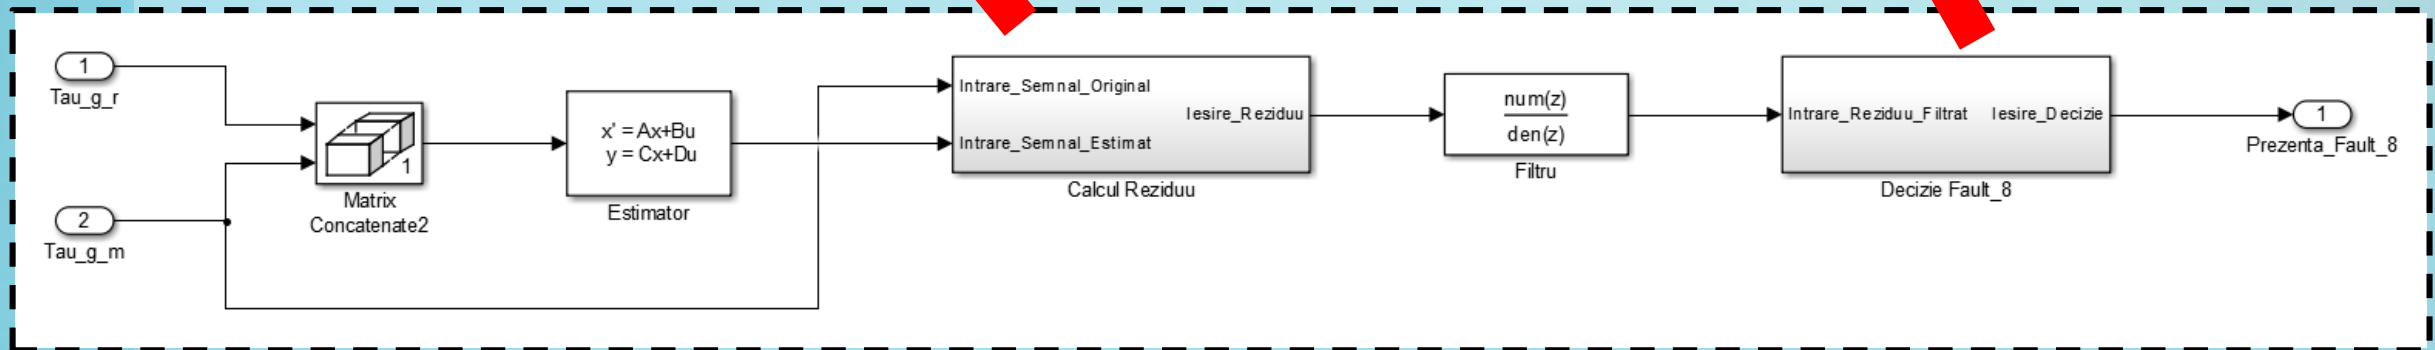 1
Tau_g_r
2
Tau_g_m
1
Matrix
Concatenate2
x' = Ax+Bu
y = Cx+Du
Estimator
Intrare_Semnal_Original
Iesire_Reziduu
Intrare_Semnal_Estimat
Calcul Reziduu
num(z)
den(z)
Filtru
Intrare_Reziduu_Filtrat Iesire_Decizie
Decizie Fault_8
1
Prezenta_Fault_8